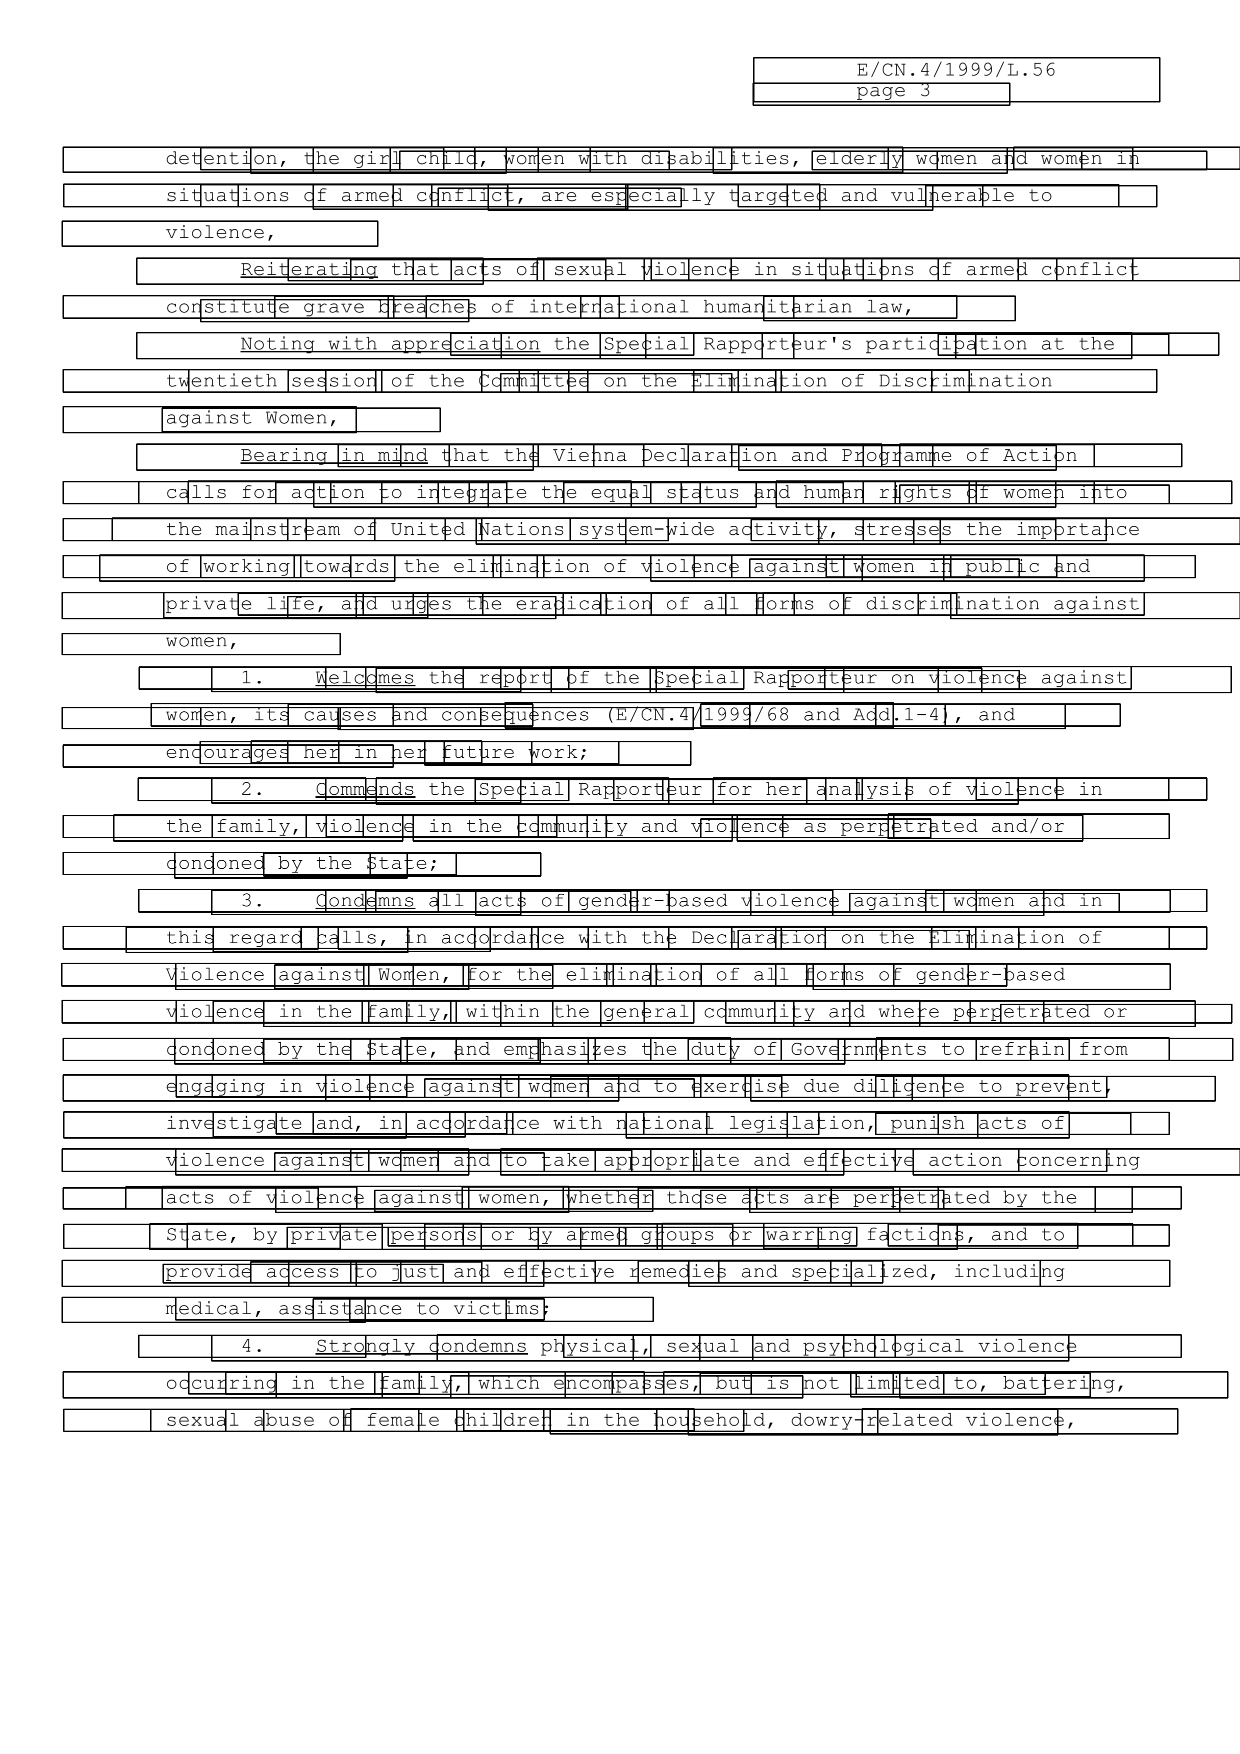 E/CN.4/1999/L.56
page 3
detention, the girl child, women with disabilities, elderly women and women in
situations of armed conflict, are especially targeted and vulnerable to
violence,
Reiterating that acts of sexual violence in situations of armed conflict
constitute grave breaches of international humanitarian law,
Noting with appreciation the Special Rapporteur's participation at the
twentieth session of the Committee on the Elimination of Discrimination
against Women,
Bearing in mind that the Vienna Declaration and Programme of Action
calls for action to integrate the equal status and human rights of women into
the mainstream of United Nations system-wide activity, stresses the importance
of working towards the elimination of violence against women in public and
private life, and urges the eradication of all forms of discrimination against
women,
1. Welcomes the report of the Special Rapporteur on violence against
women, its causes and consequences (E/CN.4/1999/68 and Add.1-4), and
encourages her in her future work;
2. Commends the Special Rapporteur for her analysis of violence in
the family, violence in the community and violence as perpetrated and/or
condoned by the State;
3. Condemns all acts of gender-based violence against women and in
this regard calls, in accordance with the Declaration on the Elimination of
Violence against Women, for the elimination of all forms of gender-based
violence in the family, within the general community and where perpetrated or
condoned by the State, and emphasizes the duty of Governments to refrain from
engaging in violence against women and to exercise due diligence to prevent,
investigate and, in accordance with national legislation, punish acts of
violence against women and to take appropriate and effective action concerning
acts of violence against women, whether those acts are perpetrated by the
State, by private persons or by armed groups or warring factions, and to
provide access to just and effective remedies and specialized, including
medical, assistance to victims;
4. Strongly condemns physical, sexual and psychological violence
occurring in the family, which encompasses, but is not limited to, battering,
sexual abuse of female children in the household, dowry-related violence,